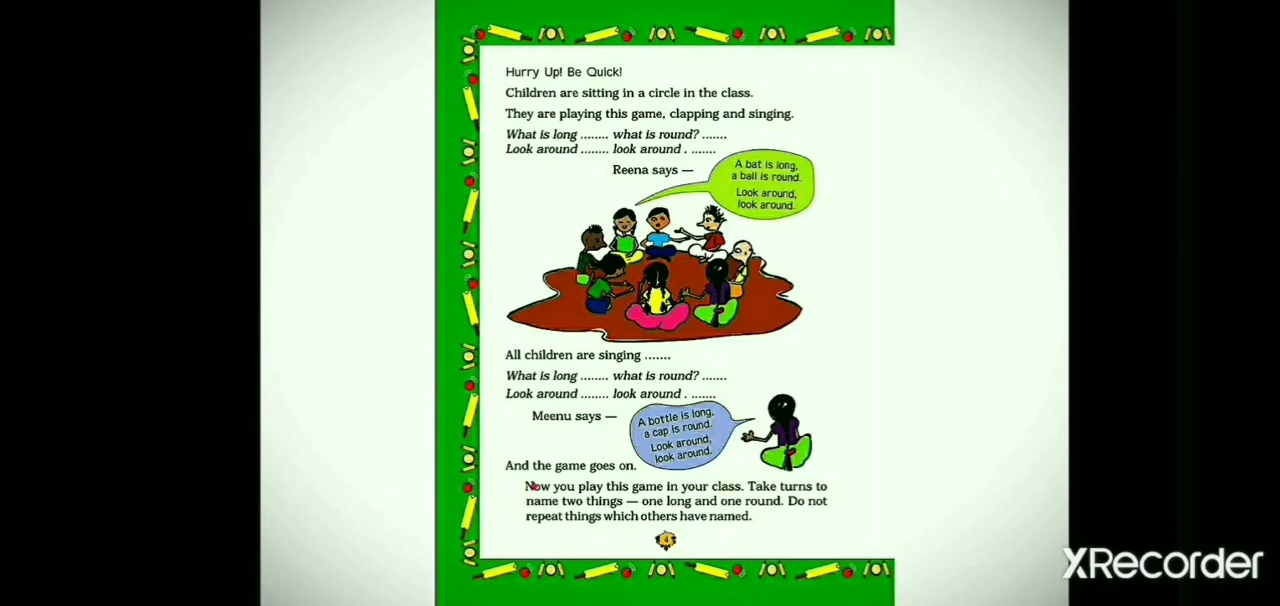 Hurry Up! Be Quick!
Children are sitting in a circle in the class.
They are playing this game, clapping and singing.
What is long ........ what is round? .......
Look around ........ look around . .......
Reena says —
A bat is long,
a ball is round.
Look around,
look around.
All children are singing .......
What is long ........ what is round? .......
Look around ........ look around . .......
Meenu says —
A bottle is long,
a cap is round.
Look around,
look around.
And the game goes on.
Now you play this game in your class. Take turns to
name two things — one long and one round. Do not
repeat things which others have named.
4
XRecorder